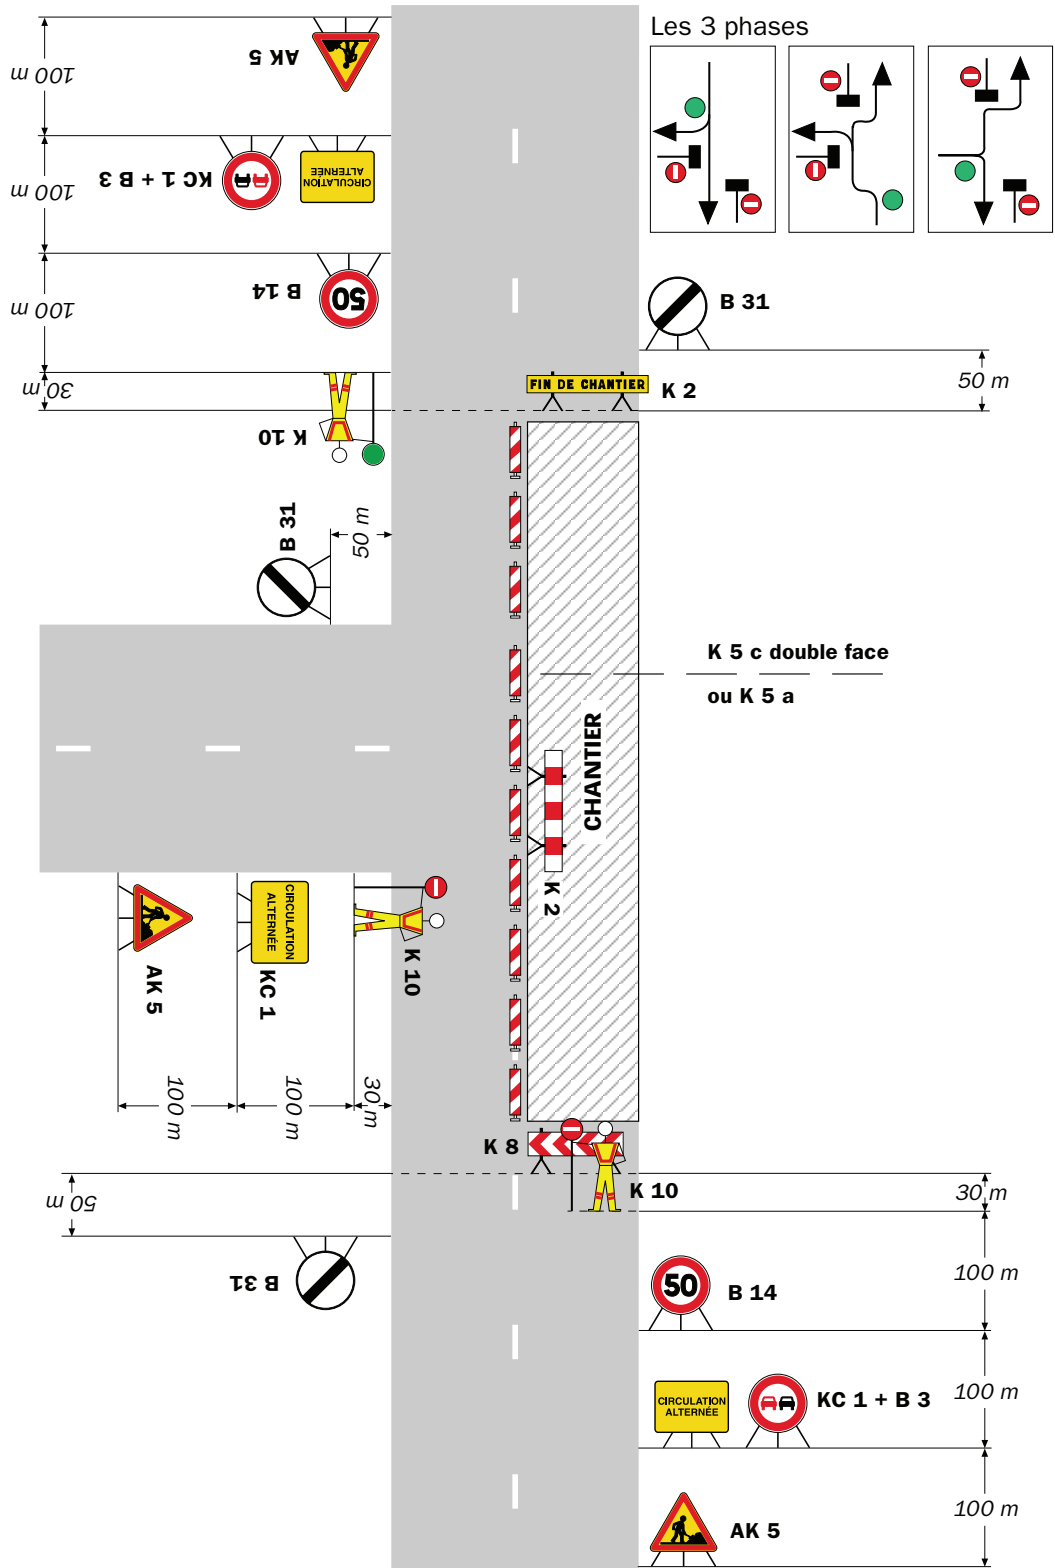 Les 3 phases
100 m
AK 5
100 m
KC 1 + B 3
CIRCULATION
ALTERNÉE
100 m
B 14
50
B 31
30 m
K 10
FIN DE CHANTIER
K 2
50 m
B 31
50 m
K 5 c double face
ou K 5 a
CHANTIER
K 2
AK 5
CIRCULATION
ALTERNÉE
KC 1
K 10
100 m
100 m
30 m
K 8
K 10
30 m
50 m
B 31
50
B 14
100 m
CIRCULATION
ALTERNÉE
KC 1 + B 3
100 m
AK 5
100 m